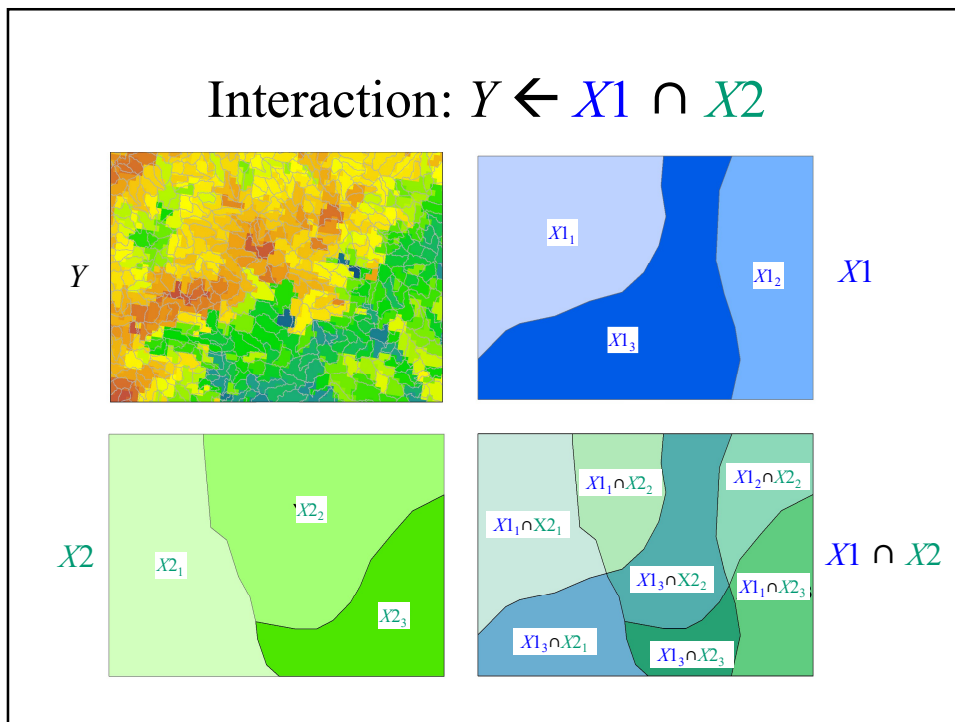 Interaction: Y ← X1 ∩ X2
Y
X1₁
X1₂
X1₃
X1
X2
X2₁
X2₂
X2₃
X1₁∩X2₁
X1₁∩X2₂
X1₂∩X2₂
X1₃∩X2₂
X1₁∩X2₃
X1₃∩X2₁
X1₃∩X2₃
X1 ∩ X2